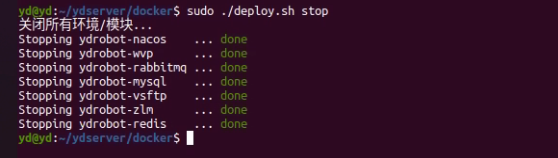 yd@yd:~/ydserver/docker$ sudo ./deploy.sh stop
关闭所有环境/模块...
Stopping ydrobot-nacos    ... done
Stopping ydrobot-wvp      ... done
Stopping ydrobot-rabbitmq ... done
Stopping ydrobot-mysql    ... done
Stopping ydrobot-vsftp    ... done
Stopping ydrobot-zlm      ... done
Stopping ydrobot-redis    ... done
yd@yd:~/ydserver/docker$